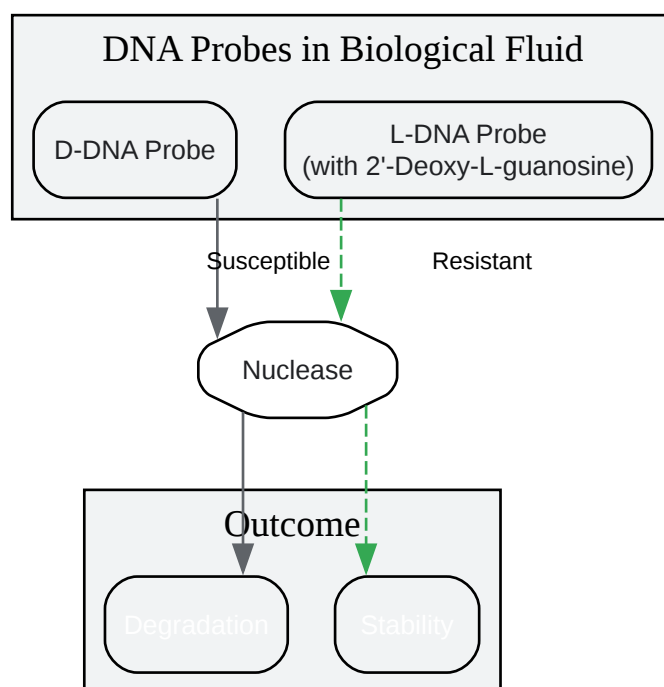 DNA Probes in Biological Fluid
D-DNA Probe
L-DNA Probe
(with 2'-Deoxy-L-guanosine)
Susceptible
Resistant
Nuclease
Outcome
Degradation
Stability